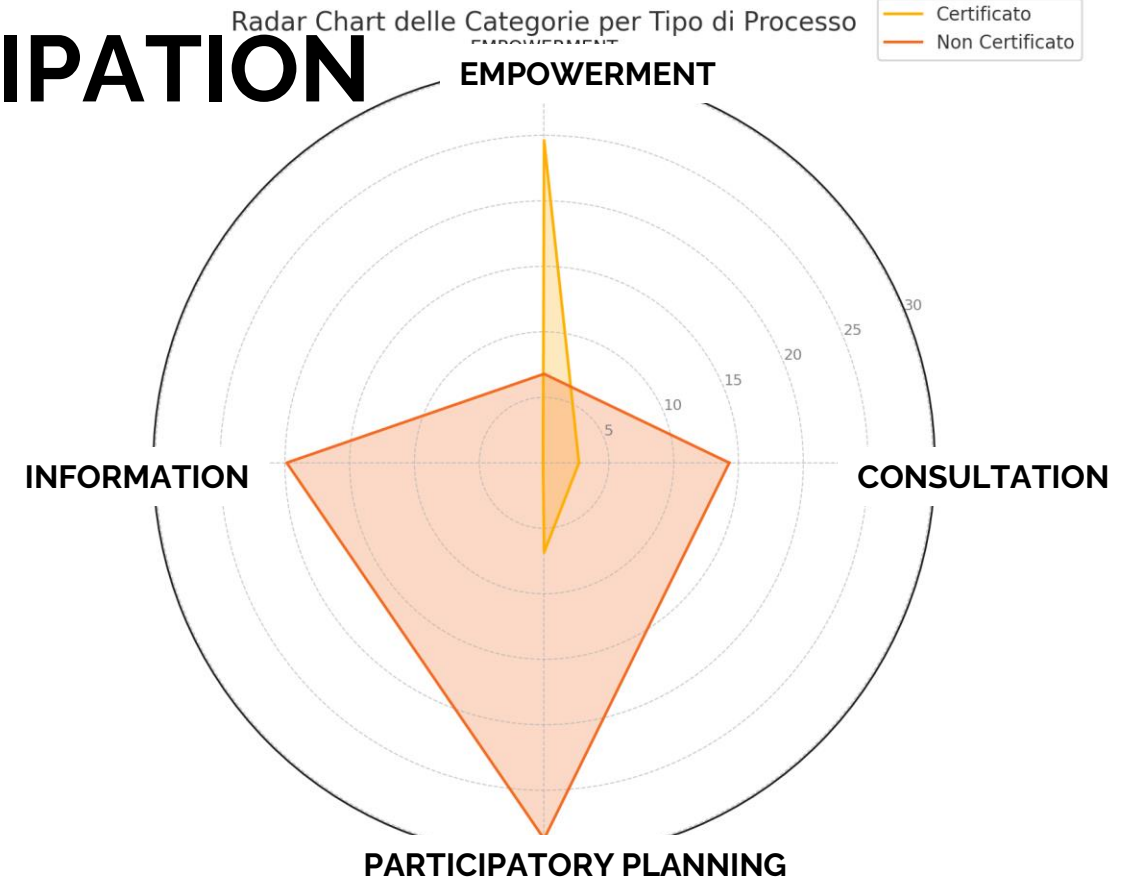 Radar Chart delle Categorie per Tipo di Processo
Certificato
Non Certificato
IPATION
EMPOWERMENT
EMPOWERMENT
30
25
20
15
10
5
INFORMATION
CONSULTATION
PARTICIPATORY PLANNING